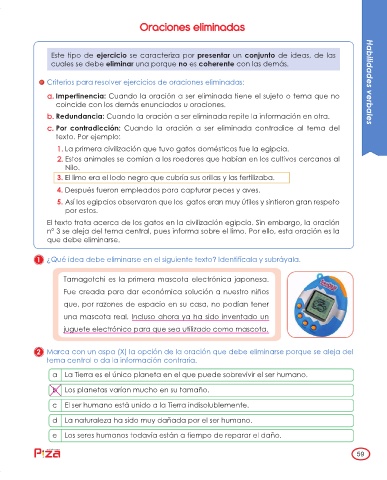 Oraciones eliminadas
Este tipo de ejercicio se caracteriza por presentar un conjunto de ideas, de las
cuales se debe eliminar una porque no es coherente con las demás.
Criterios para resolver ejercicios de oraciones eliminadas:
a. Impertinencia: Cuando la oración a ser eliminada tiene el sujeto o tema que no
coincide con los demás enunciados u oraciones.
b. Redundancia: Cuando la oración a ser eliminada repite la información en otra.
c. Por contradicción: Cuando la oración a ser eliminada contradice al tema del
texto. Por ejemplo:
1. La primera civilización que tuvo gatos domésticos fue la egipcia.
2. Estos animales se comían a los roedores que habían en los cultivos cercanos al
Nilo.
3. El limo era el lodo negro que cubría sus orillas y las fertilizaba.
4. Después fueron empleados para capturar peces y aves.
5. Así los egipcios observaron que los gatos eran muy útiles y sintieron gran respeto
por estos.
El texto trata acerca de los gatos en la civilización egipcia. Sin embargo, la oración
n° 3 se aleja del tema central, pues informa sobre el limo. Por ello, esta oración es la
que debe eliminarse.
1 ¿Qué idea debe eliminarse en el siguiente texto? Identifícala y subráyala.
Tamagotchi es la primera mascota electrónica japonesa.
Fue creada para dar económica solución a nuestro niños
que, por razones de espacio en su casa, no podían tener
una mascota real. Incluso ahora ya ha sido inventado un
juguete electrónico para que sea utilizado como mascota.
2 Marca con un aspa (X) la opción de la oración que debe eliminarse porque se aleja del
tema central o da la información contraria.
a La Tierra es el único planeta en el que puede sobrevivir el ser humano.
b Los planetas varían mucho en su tamaño.
c El ser humano está unido a la Tierra indisolublemente.
d La naturaleza ha sido muy dañada por el ser humano.
e Los seres humanos todavía están a tiempo de reparar el daño.
Habilidades verbales
Pizza
59